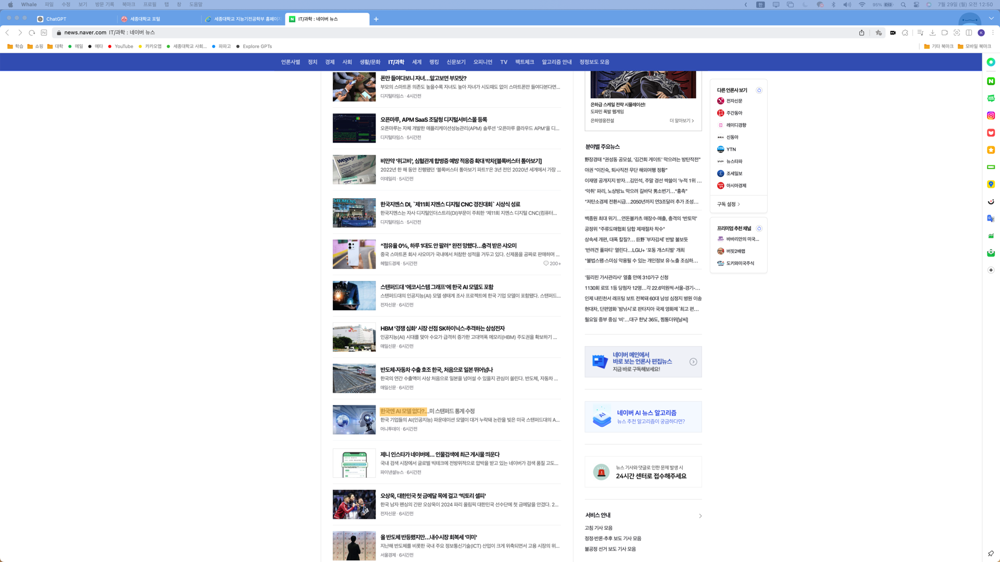 Whale 파일 수정 보기 방문 기록 북마크 프로필 탭 창 도움말
한 95% 7월 29일 (월) 오전 12:50
ChatGPT
세종대학교 포털
세종대학교 지능기전공학부 홈페이지
IT/과학 : 네이버 뉴스
news.naver.com IT/과학 : 네이버 뉴스
K
학습 쇼핑 대학 메일 에타 YouTube 카카오맵 세종대학교 사회... 파파고 Explore GPTs
기타 북마크 모바일 북마크
언론사별 정치 경제 사회 생활/문화 IT/과학 세계 랭킹 신문보기 오피니언 TV 팩트체크 알고리즘 안내 정정보도 모음
폰만 들여다보니 자녀…알고보면 부모탓?
부모의 스마트폰 의존도 높을수록 자녀도 높아 자녀가 시도때도 없이 스마트폰만 들여다본다면…
디지털타임스 · 4시간전
오픈마루, APM SaaS 조달청 디지털서비스몰 등록
오픈마루는 자체 개발한 애플리케이션성능관리(APM) 솔루션 '오픈마루 클라우드 APM'을 디…
디지털타임스 · 5시간전
wegovy
비만약 '위고비', 심혈관계 합병증 예방 적응증 확대 박차[블록버스터 톺아보기]
2022년 한 해 동안 진행됐던 '블록버스터 톺아보기 파트1'은 3년 전인 2020년 세계에서 가장 …
이데일리 · 5시간전
SIEMENS
한국지멘스 DI, `제11회 지멘스 디지털 CNC 경진대회` 시상식 성료
한국지멘스는 자사 디지털인더스트리(DI)부문이 주최한 '제11회 지멘스 디지털 CNC(컴퓨터…
디지털타임스 · 5시간전
“점유율 0%, 하루 1대도 안 팔려” 완전 망했다…충격 받은 샤오미
중국 스마트폰 회사 샤오미가 국내에서 처참한 성적을 거두고 있다. 신제품을 공짜로 판매하며 …
헤럴드경제 · 5시간전
200+
스탠퍼드대 '에코시스템 그래프'에 한국 AI 모델도 포함
스탠퍼드대의 인공지능(AI) 모델 생태계 조사 프로젝트에 한국 기업 모델이 포함됐다. 스탠퍼드…
전자신문 · 6시간전
HBM '경쟁 심화' 시장 선점 SK하이닉스·추격하는 삼성전자
인공지능(AI) 시대를 맞아 수요가 급격히 증가한 고대역폭 메모리(HBM) 주도권을 확보하기 …
매일신문 · 6시간전
반도체·자동차 수출 호조 한국, 처음으로 일본 뛰어넘나
한국의 연간 수출액이 사상 처음으로 일본을 넘어설 수 있을지 관심이 쏠린다. 반도체, 자동차 …
매일신문 · 6시간전
한국엔 AI 모델 없다?…미 스탠퍼드 통계 수정
한국 기업들의 AI(인공지능) 파운데이션 모델이 대거 누락돼 논란을 빚은 미국 스탠퍼드대의 A…
머니투데이 · 6시간전
제니 인스타가 네이버에… 인물검색에 최근 게시물 띄운다
국내 검색 시장에서 글로벌 빅테크에 전방위적으로 압박을 받고 있는 네이버가 검색 품질 고도…
파이낸셜뉴스 · 6시간전
오상욱, 대한민국 첫 금메달 목에 걸고 '빅토리 셀피'
한국 남자 펜싱의 간판 오상욱이 2024 파리 올림픽 대한민국 선수단에 첫 금메달을 안겼다. 2…
전자신문 · 6시간전
올 반도체 반등했지만…내수시장 회복세 '미미'
지난해 반도체를 비롯한 국내 주요 정보통신기술(ICT) 산업이 크게 위축되면서 고용 시장의 위…
서울경제 · 6시간전
은하급 스케일 전략 시뮬레이션!
도파민 폭발 웹게임
은하영웅전설
더 알아보기
분야별 주요뉴스
野장경태 “권성동 공모설, ‘김건희 게이트’ 막으려는 방탄작전”
야권 “이진숙, 퇴사직전 무단 해외여행 정황”
이재명 공개지지 받자…김민석, 주말 경선 싹쓸이 '누적 1위 …
‘악취’ 파리, 노상방뇨 막으려 길바닥 男소변기…“흉측”
“저탄소경제 전환시급…2050년까지 연3조달러 추가 조성…
백종원 최대 위기…연돈볼카츠 매장수·매출, 충격의 ‘반토막’
공정위 "주류도매협회 담합 제재절차 착수"
상속세 개편, 대폭 칼질?… 巨野 `부자감세` 반발 불보듯
'반려견 풀파티' 열린다…LGU+ '포동 개스티벌' 개최
"불법스팸·스미싱 악용될 수 있는 개인정보 유·노출 조심하…
'필리핀 가사관리사' 열흘 만에 310가구 신청
1130회 로또 1등 당첨자 12명…각 22.6억원씩·서울-경기-…
인제 내린천서 래프팅 보트 전복돼 60대 남성 심정지 병원 이송
현대차, 단편영화 `밤낚시`로 판타지아 국제 영화제 `최고 편…
월요일 중부 중심 '비'…대구 한낮 36도, 찜통더위[날씨]
네이버 메인에서
바로 보는 언론사 편집뉴스
지금 바로 구독해보세요!
AI
네이버 AI 뉴스 알고리즘
뉴스 추천 알고리즘이 궁금하다면?
뉴스 기사와 댓글로 인한 문제 발생 시
24시간 센터로 접수해주세요
서비스 안내
고침 기사 모음
정정·반론·추후 보도 기사 모음
불공정 선거 보도 기사 모음
다른 언론사 보기
전자신문
주간동아
레이디경향
신동아
YTN
뉴스타파
조세일보
아시아경제
구독 설정
프리미엄 추천 채널
바바리안의 미국…
버핏2배랩
도키와미국주식